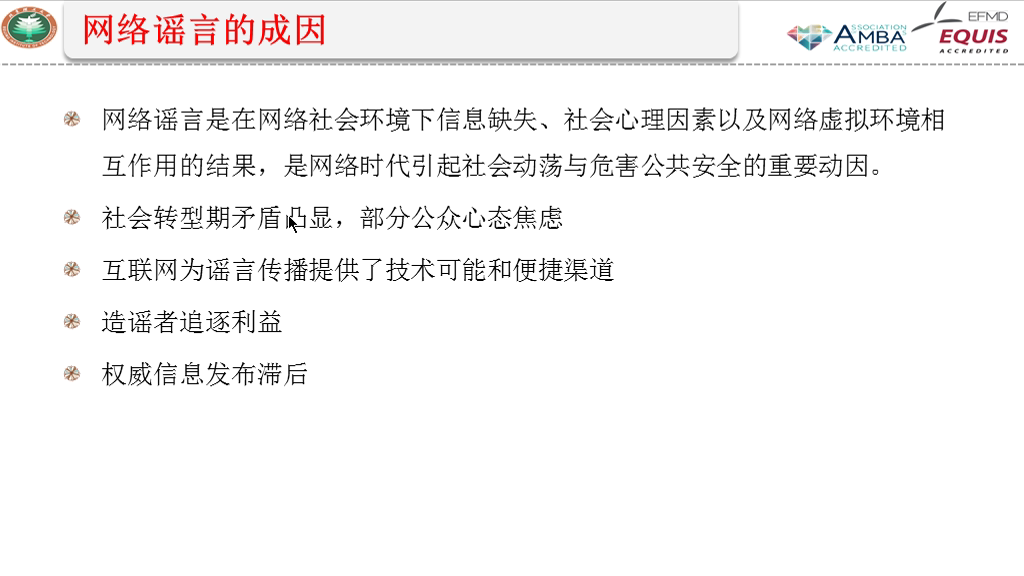 网络谣言的成因
ASSOCIATION
AMBA
ACCREDITED
EFMD
EQUIS
ACCREDITED
网络谣言是在网络社会环境下信息缺失、社会心理因素以及网络虚拟环境相
互作用的结果，是网络时代引起社会动荡与危害公共安全的重要动因。
社会转型期矛盾凸显，部分公众心态焦虑
互联网为谣言传播提供了技术可能和便捷渠道
造谣者追逐利益
权威信息发布滞后